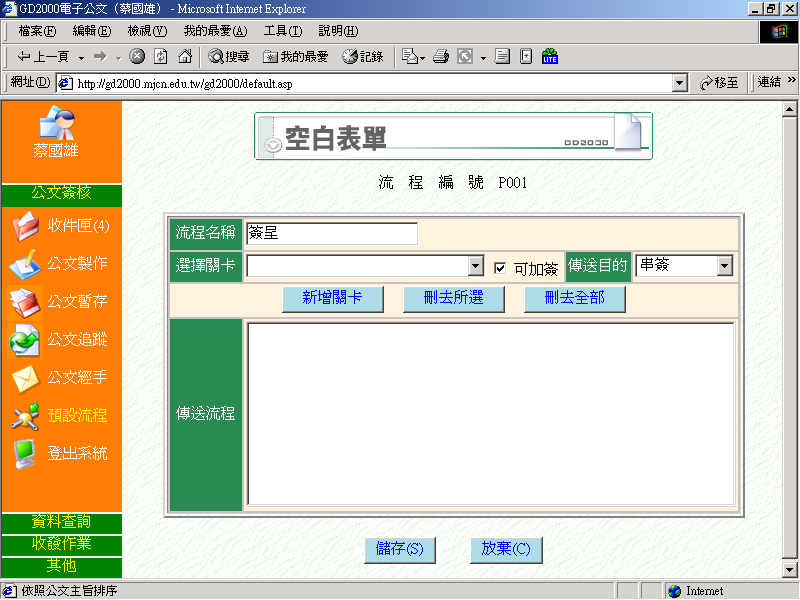 GD2000電子公文（蔡國雄） - Microsoft Internet Explorer
檔案(F) 編輯(E) 檢視(V) 我的最愛(A) 工具(T) 說明(H)
上一頁 搜尋 我的最愛 記錄 LITE
網址(D) http://gd2000.mjcn.edu.tw/gd2000/default.asp 移至 連結 »
蔡國雄
公文簽核
收件匣(4)
公文製作
公文暫存
公文追蹤
公文經手
預設流程
登出系統
資料查詢
收發作業
其他
空白表單 GD2000
流 程 編 號 P001
流程名稱 簽呈
選擇關卡 可加簽 傳送目的 串簽
新增關卡 刪去所選 刪去全部
傳送流程
儲存(S) 放棄(C)
依照公文主旨排序 Internet